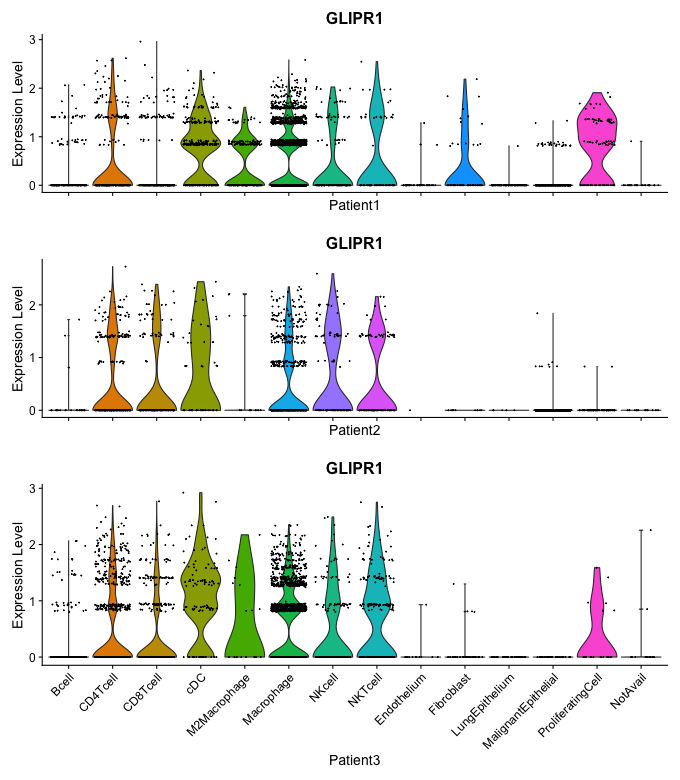 GLIPR1
Expression Level
3
2
1
0
Patient1
GLIPR1
Expression Level
2
1
0
Patient2
GLIPR1
Expression Level
3
2
1
0
Bcell
CD4Tcell
CD8Tcell
cDC
M2Macrophage
Macrophage
NKcell
NKTcell
Endothelium
Fibroblast
LungEpithelium
MalignantEpithelial
ProliferatingCell
NotAvail
Patient3